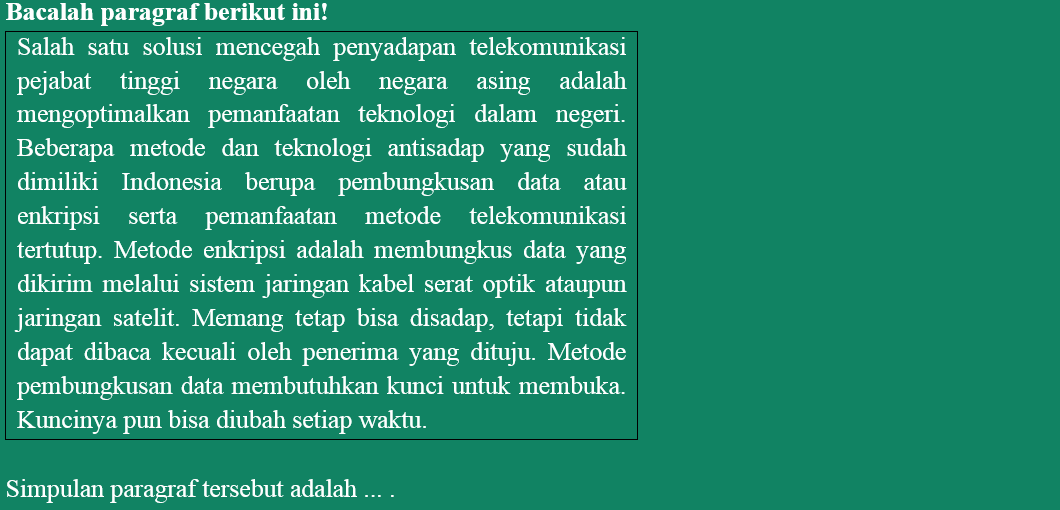 Bacalah paragraf berikut ini!
Salah satu solusi mencegah penyadapan telekomunikasi
pejabat tinggi negara oleh negara asing adalah
mengoptimalkan pemanfaatan teknologi dalam negeri.
Beberapa metode dan teknologi antisadap yang sudah
dimiliki Indonesia berupa pembungkusan data atau
enkripsi serta pemanfaatan metode telekomunikasi
tertutup. Metode enkripsi adalah membungkus data yang
dikirim melalui sistem jaringan kabel serat optik ataupun
jaringan satelit. Memang tetap bisa disadap, tetapi tidak
dapat dibaca kecuali oleh penerima yang dituju. Metode
pembungkusan data membutuhkan kunci untuk membuka.
Kuncinya pun bisa diubah setiap waktu.
Simpulan paragraf tersebut adalah ... .